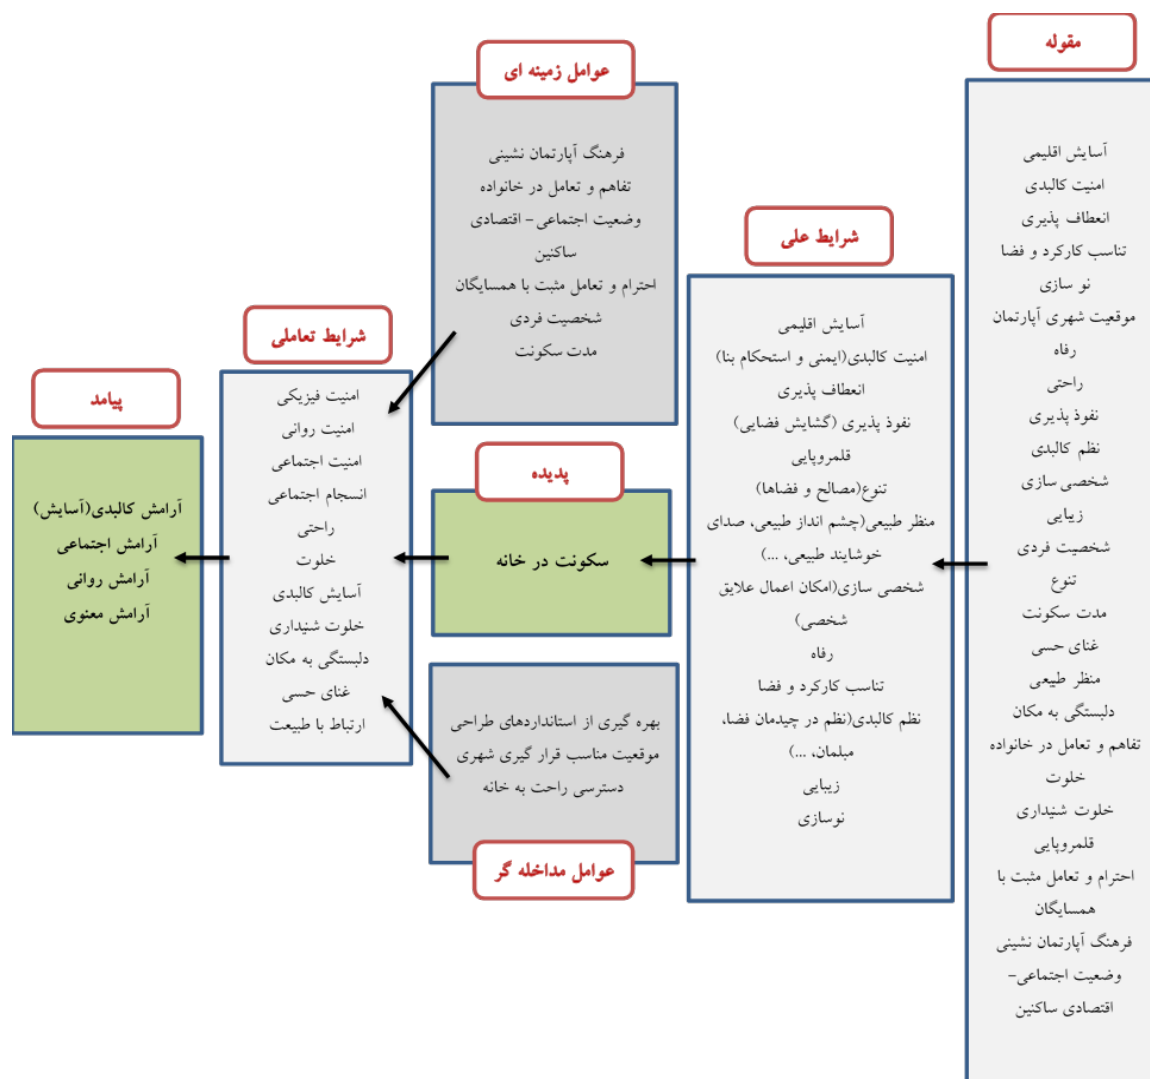 مقوله
آسایش اقلیمی
امنیت کالبدی
انعطاف پذیری
تناسب کارکرد و فضا
نو سازی
موقعیت شهری آپارتمان
رفاه
راحتی
نفوذ پذیری
نظم کالبدی
شخصی سازی
زیبایی
شخصیت فردی
تنوع
مدت سکونت
غنای حسی
منظر طبیعی
دلبستگی به مکان
تفاهم و تعامل در خانواده
خلوت
خلوت شنیداری
قلمروپایی
احترام و تعامل مثبت با
همسایگان
فرهنگ آپارتمان نشینی
وضعیت اجتماعی-
اقتصادی ساکنین
شرایط علی
آسایش اقلیمی
امنیت کالبدی(ایمنی و استحکام بنا)
انعطاف پذیری
نفوذ پذیری (گشایش فضایی)
قلمروپایی
تنوع(مصالح و فضاها)
منظر طبیعی(چشم انداز طبیعی، صدای
خوشایند طبیعی، ...)
شخصی سازی(امکان اعمال علایق
شخصی)
رفاه
تناسب کارکرد و فضا
نظم کالبدی(نظم در چیدمان فضا،
مبلمان، ...)
زیبایی
نوسازی
عوامل زمینه ای
فرهنگ آپارتمان نشینی
تفاهم و تعامل در خانواده
وضعیت اجتماعی- اقتصادی
ساکنین
احترام و تعامل مثبت با همسایگان
شخصیت فردی
مدت سکونت
پدیده
سکونت در خانه
بهره گیری از استانداردهای طراحی
موقعیت مناسب قرار گیری شهری
دسترسی راحت به خانه
عوامل مداخله گر
شرایط تعاملی
امنیت فیزیکی
امنیت روانی
امنیت اجتماعی
انسجام اجتماعی
راحتی
خلوت
آسایش کالبدی
خلوت شنیداری
دلبستگی به مکان
غنای حسی
ارتباط با طبیعت
پیامد
آرامش کالبدی(آسایش)
آرامش اجتماعی
آرامش روانی
آرامش معنوی